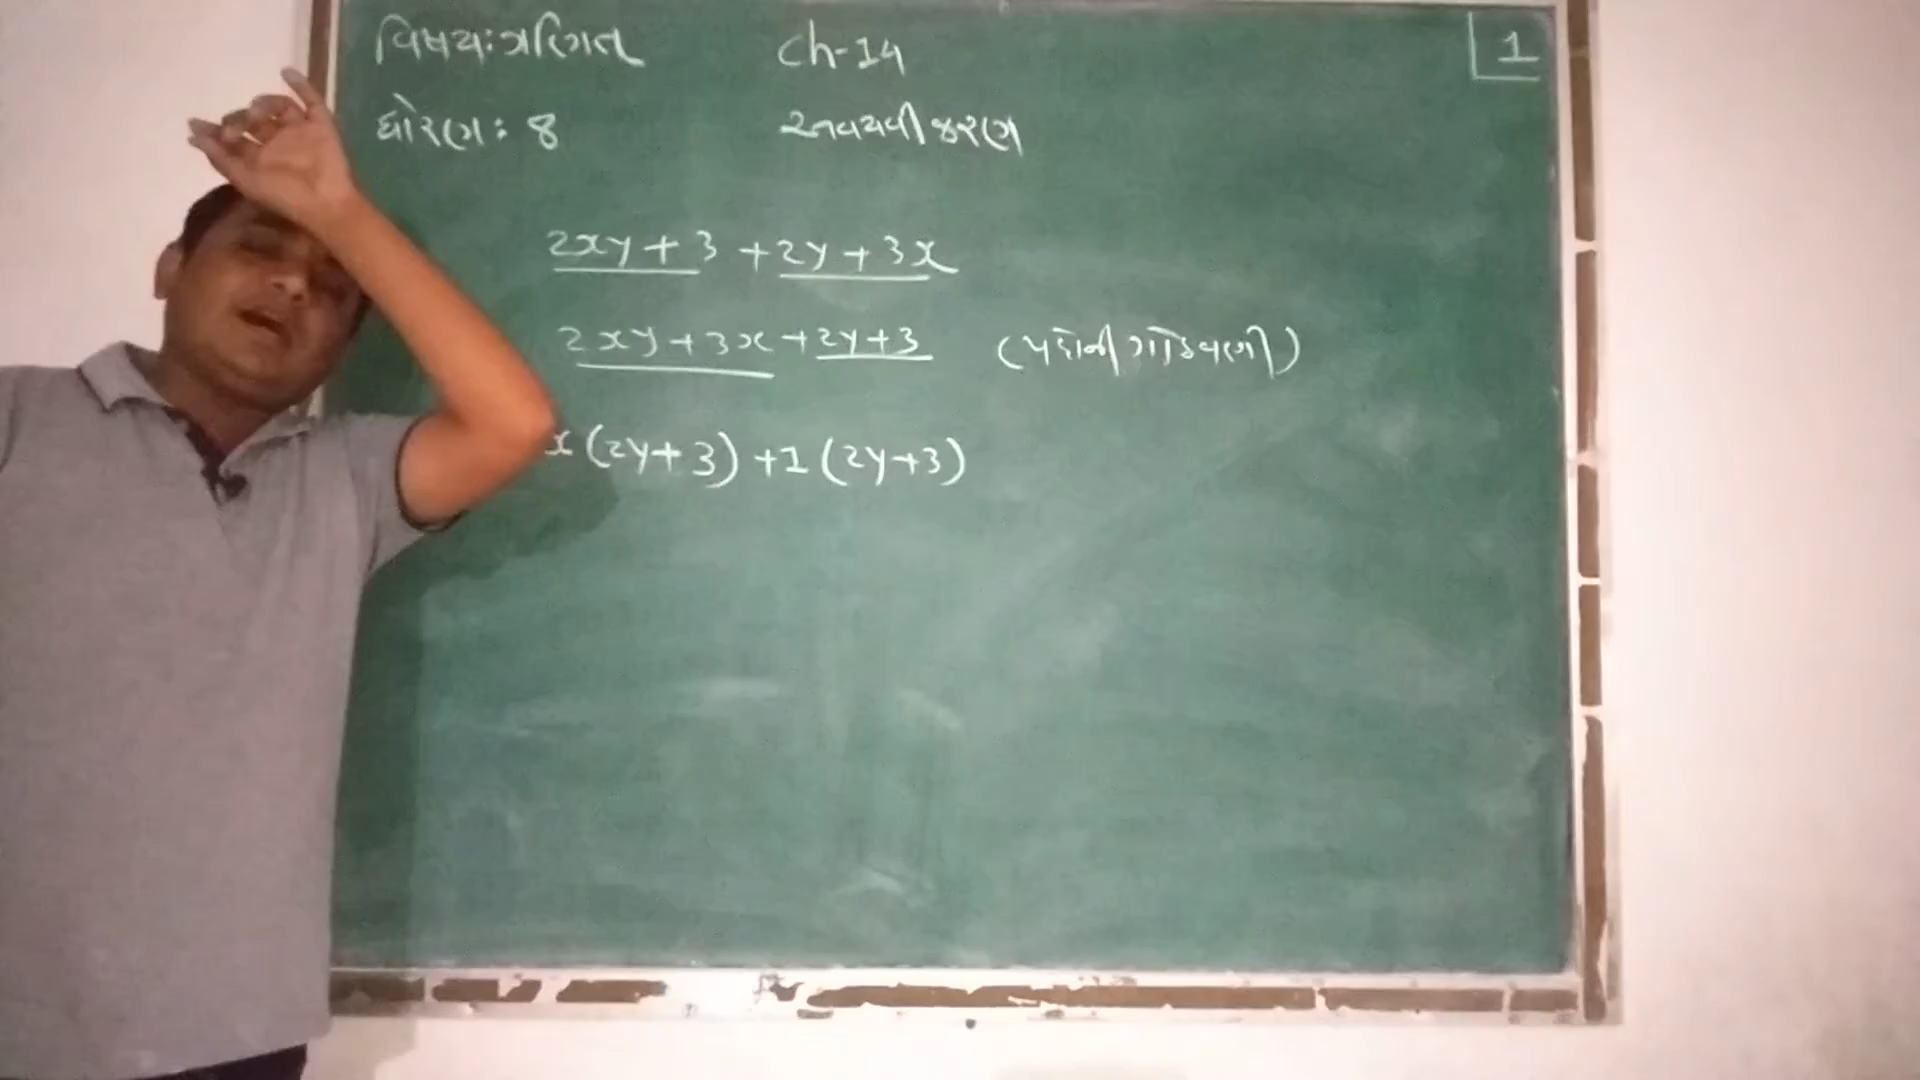 વિષય: ગણિત Ch-14 1
ધોરણ: 8 અવયવીકરણ
2xy + 3 + 2y + 3x
2xy + 3x + 2y + 3 (પદોની ગોઠવણી)
x (2y + 3) + 1 (2y + 3)